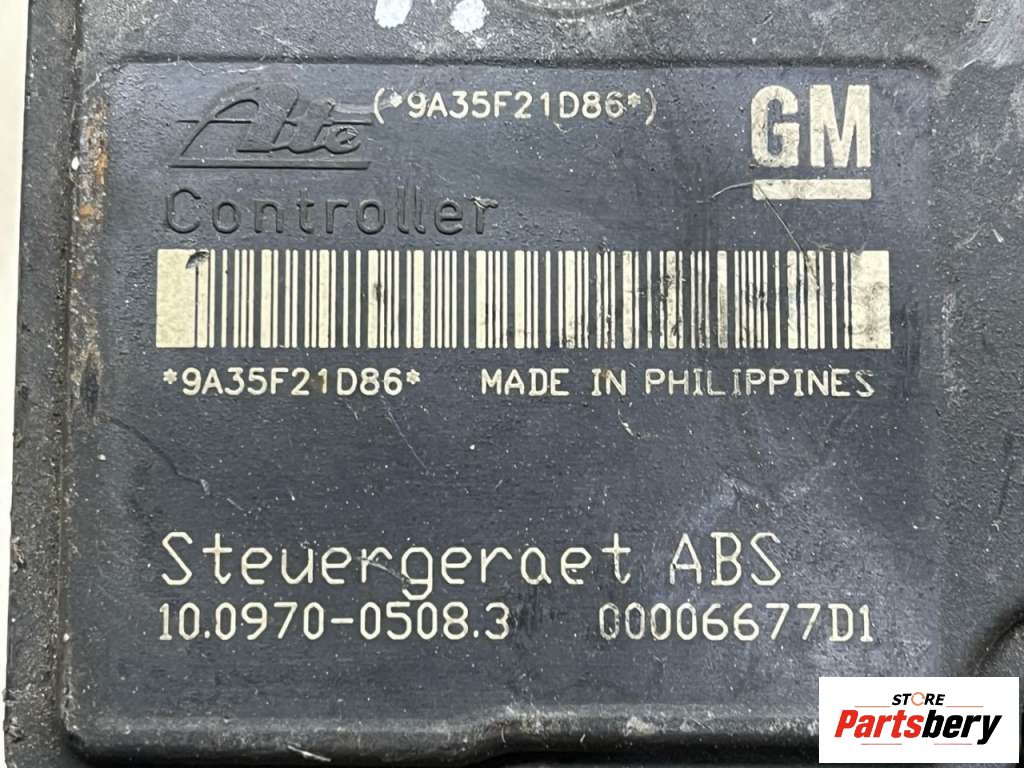 Ate (*9A35F21D86*) GM
Controller
*9A35F21D86* MADE IN PHILIPPINES
Steuergeraet ABS
10.0970-0508.3 00006677D1
STORE
Partsbery